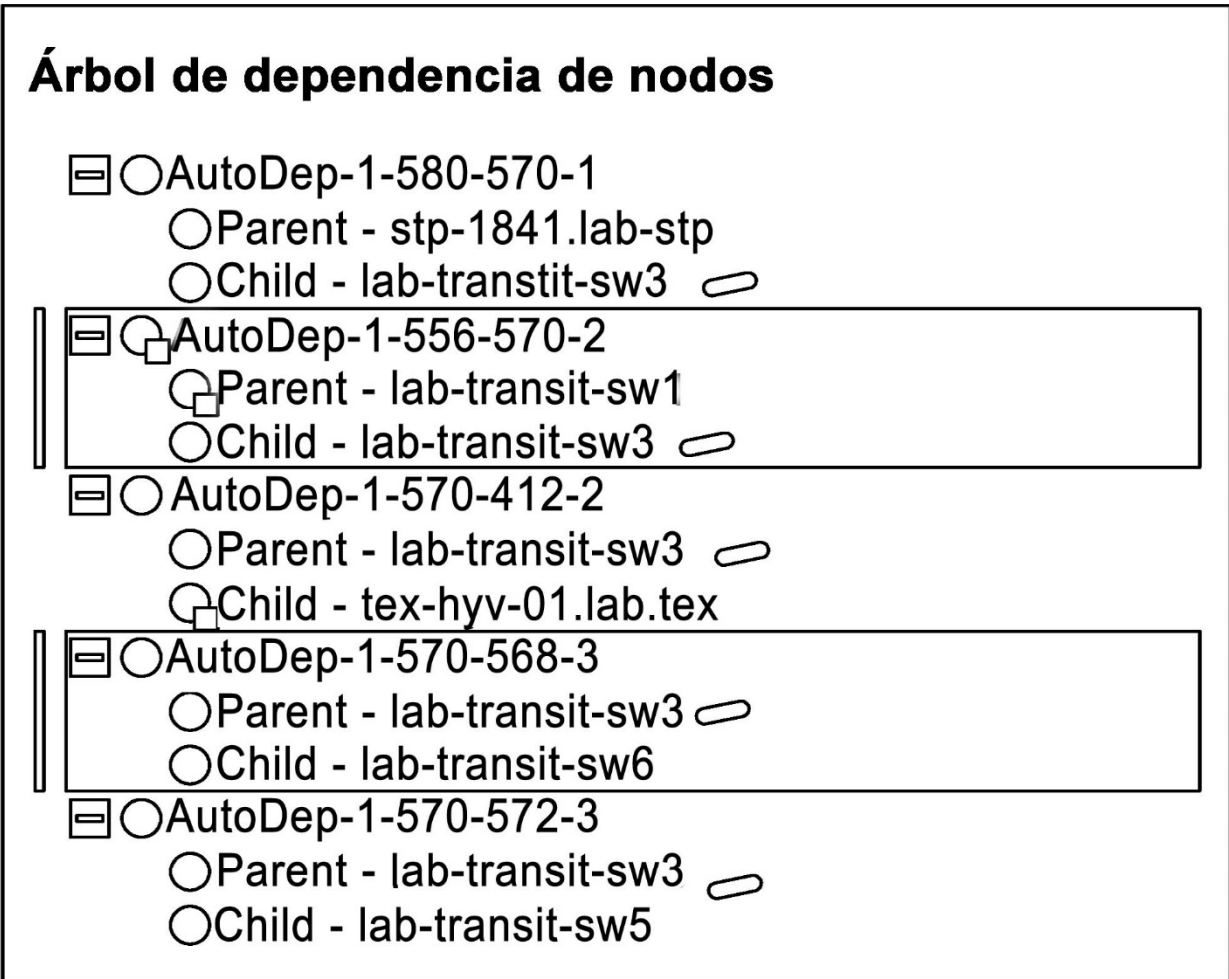 Árbol de dependencia de nodos
AutoDep-1-580-570-1
Parent - stp-1841.lab-stp
Child - lab-transtit-sw3
AutoDep-1-556-570-2
Parent - lab-transit-sw1
Child - lab-transit-sw3
AutoDep-1-570-412-2
Parent - lab-transit-sw3
Child - tex-hyv-01.lab.tex
AutoDep-1-570-568-3
Parent - lab-transit-sw3
Child - lab-transit-sw6
AutoDep-1-570-572-3
Parent - lab-transit-sw3
Child - lab-transit-sw5